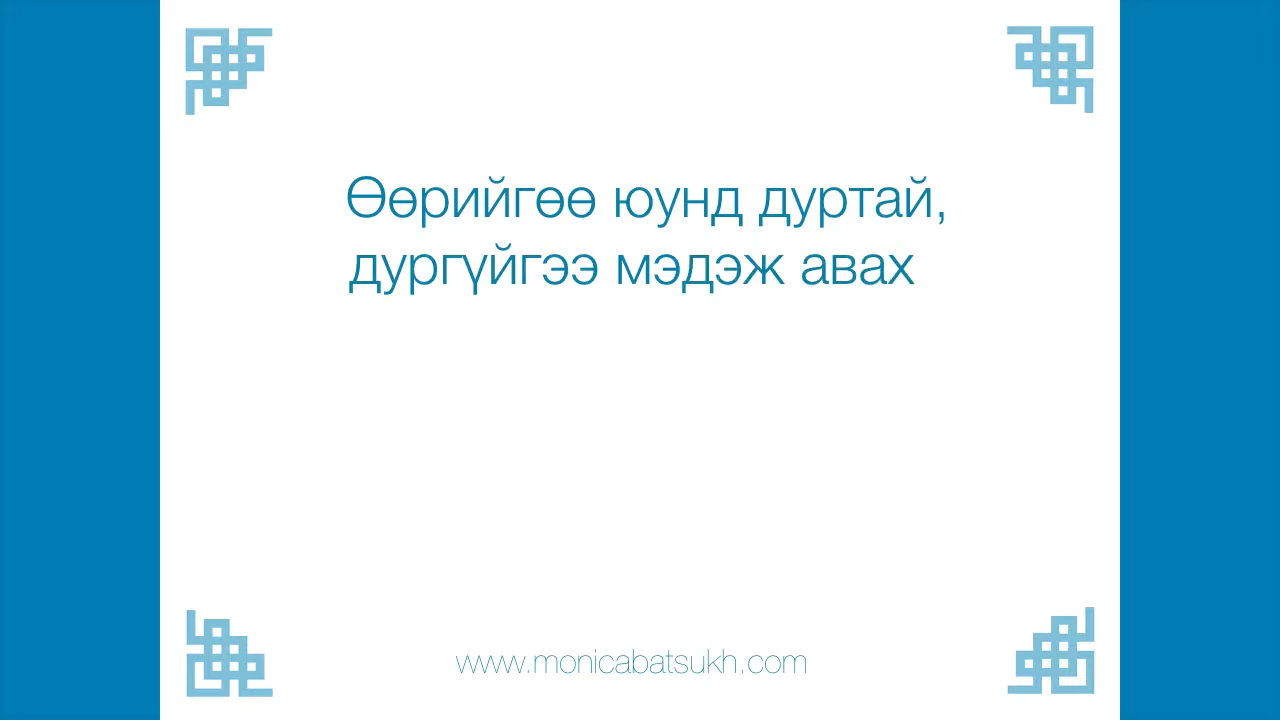 Өөрийгөө юунд дуртай,
дургүйгээ мэдэж авах
www.monicabatsukh.com